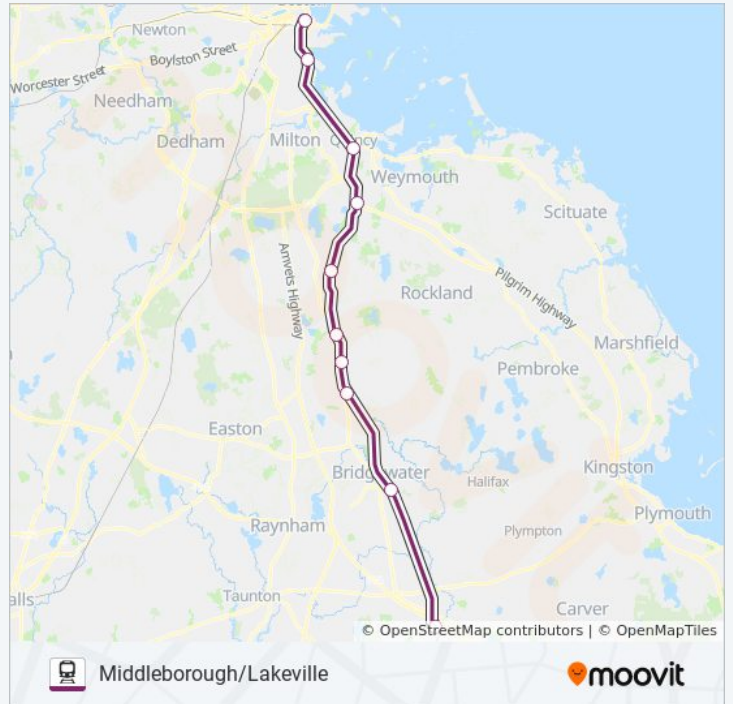 Newton
Boylston Street
Worcester Street
Needham
Dedham
Milton
Quincy
Weymouth
Scituate
Amvets Highway
Pilgrim Highway
Rockland
Marshfield
Pembroke
Easton
Bridgewater
Kingston
Halifax
Plymouth
Raynham
Plympton
Taunton
alls
Carver
© OpenStreetMap contributors | © OpenMapTiles
Middleborough/Lakeville
moovit